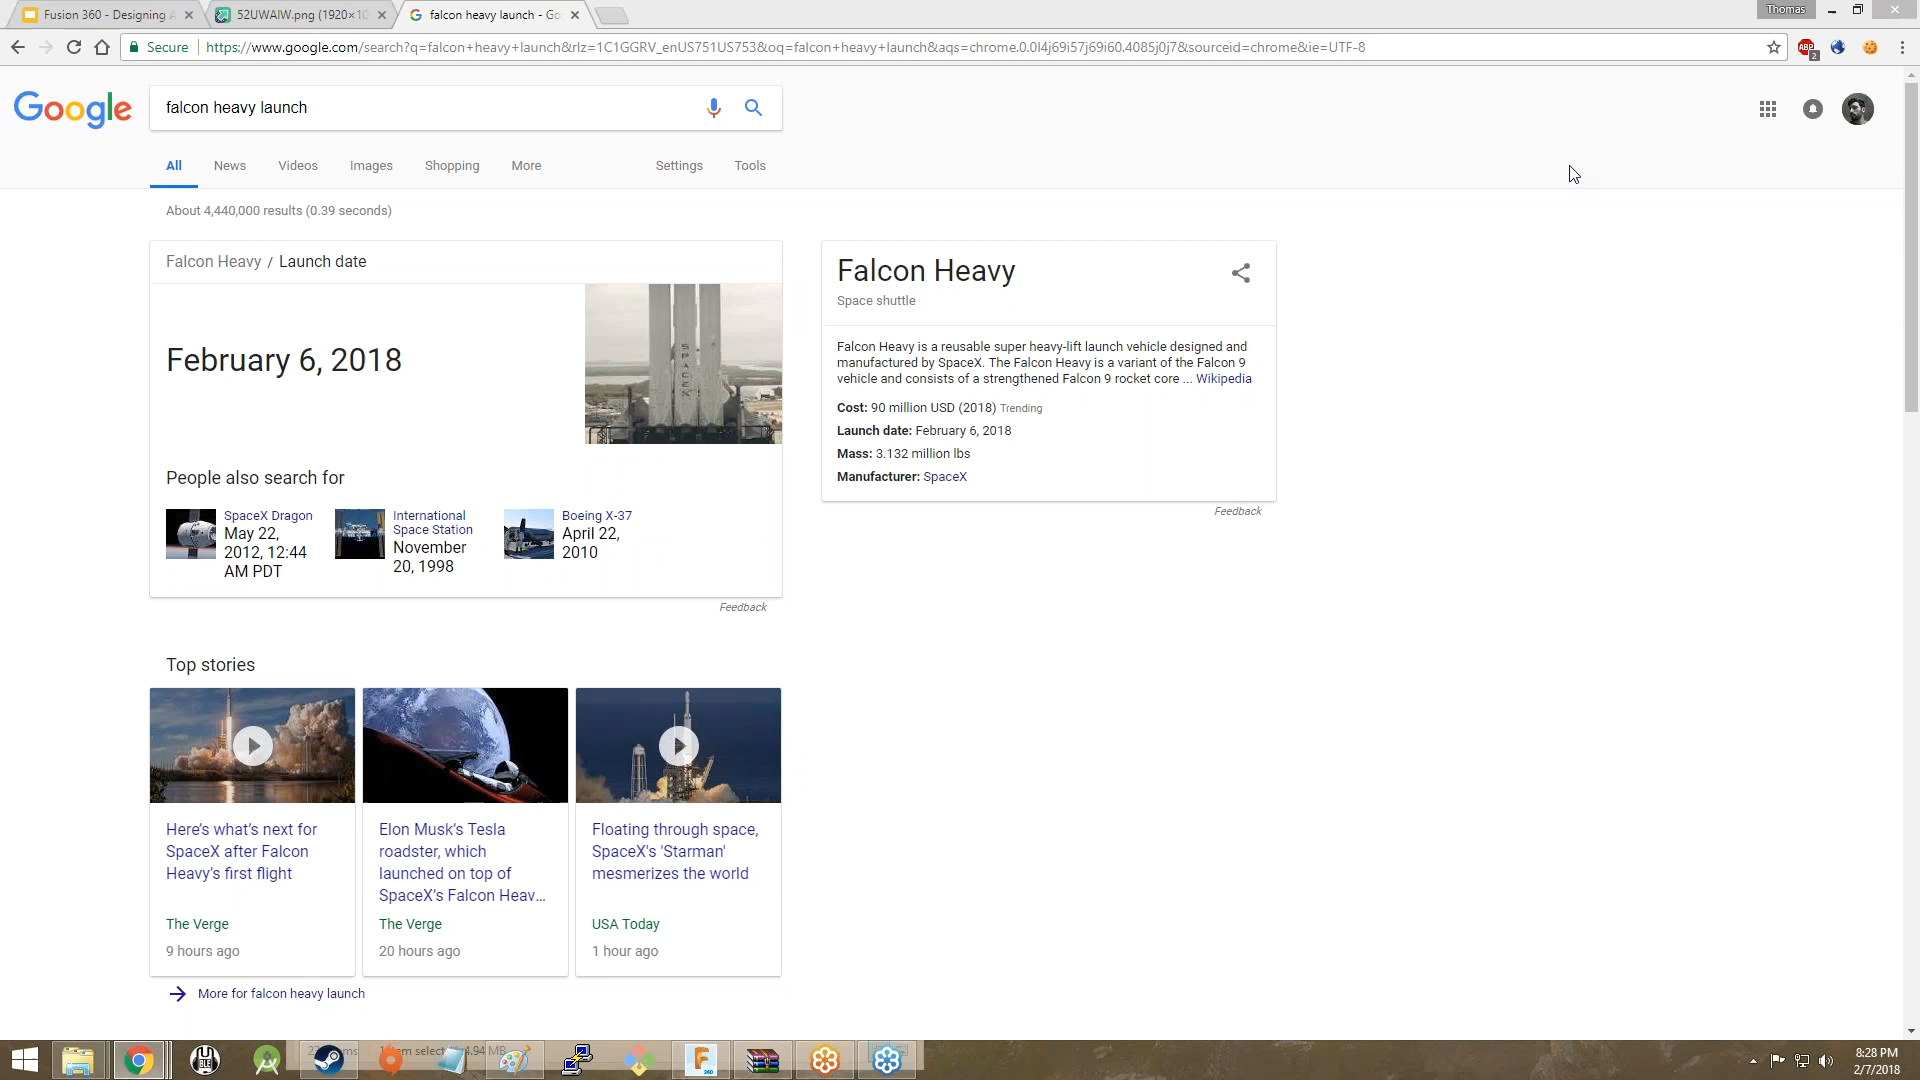 Fusion 360 - Designing A
52UWAIW.png (1920×10
falcon heavy launch - Go
Thomas
Secure
https://www.google.com/search?q=falcon+heavy+launch&rlz=1C1GGRV_enUS751US753&oq=falcon+heavy+launch&aqs=chrome.0.0l4j69i57j69i60.4085j0j7&sourceid=chrome&ie=UTF-8
ABP
2
Google
falcon heavy launch
All News Videos Images Shopping More Settings Tools
About 4,440,000 results (0.39 seconds)
Falcon Heavy / Launch date
February 6, 2018
SPACEX
People also search for
SpaceX Dragon
May 22,
2012, 12:44
AM PDT
International
Space Station
November
20, 1998
Boeing X-37
April 22,
2010
Feedback
Falcon Heavy
Space shuttle
Falcon Heavy is a reusable super heavy-lift launch vehicle designed and
manufactured by SpaceX. The Falcon Heavy is a variant of the Falcon 9
vehicle and consists of a strengthened Falcon 9 rocket core ... Wikipedia
Cost: 90 million USD (2018) Trending
Launch date: February 6, 2018
Mass: 3.132 million lbs
Manufacturer: SpaceX
Feedback
Top stories
Here's what's next for
SpaceX after Falcon
Heavy's first flight
The Verge
9 hours ago
Elon Musk's Tesla
roadster, which
launched on top of
SpaceX's Falcon Heav...
The Verge
20 hours ago
Floating through space,
SpaceX's 'Starman'
mesmerizes the world
USA Today
1 hour ago
More for falcon heavy launch
4.94 MB
8:28 PM
2/7/2018